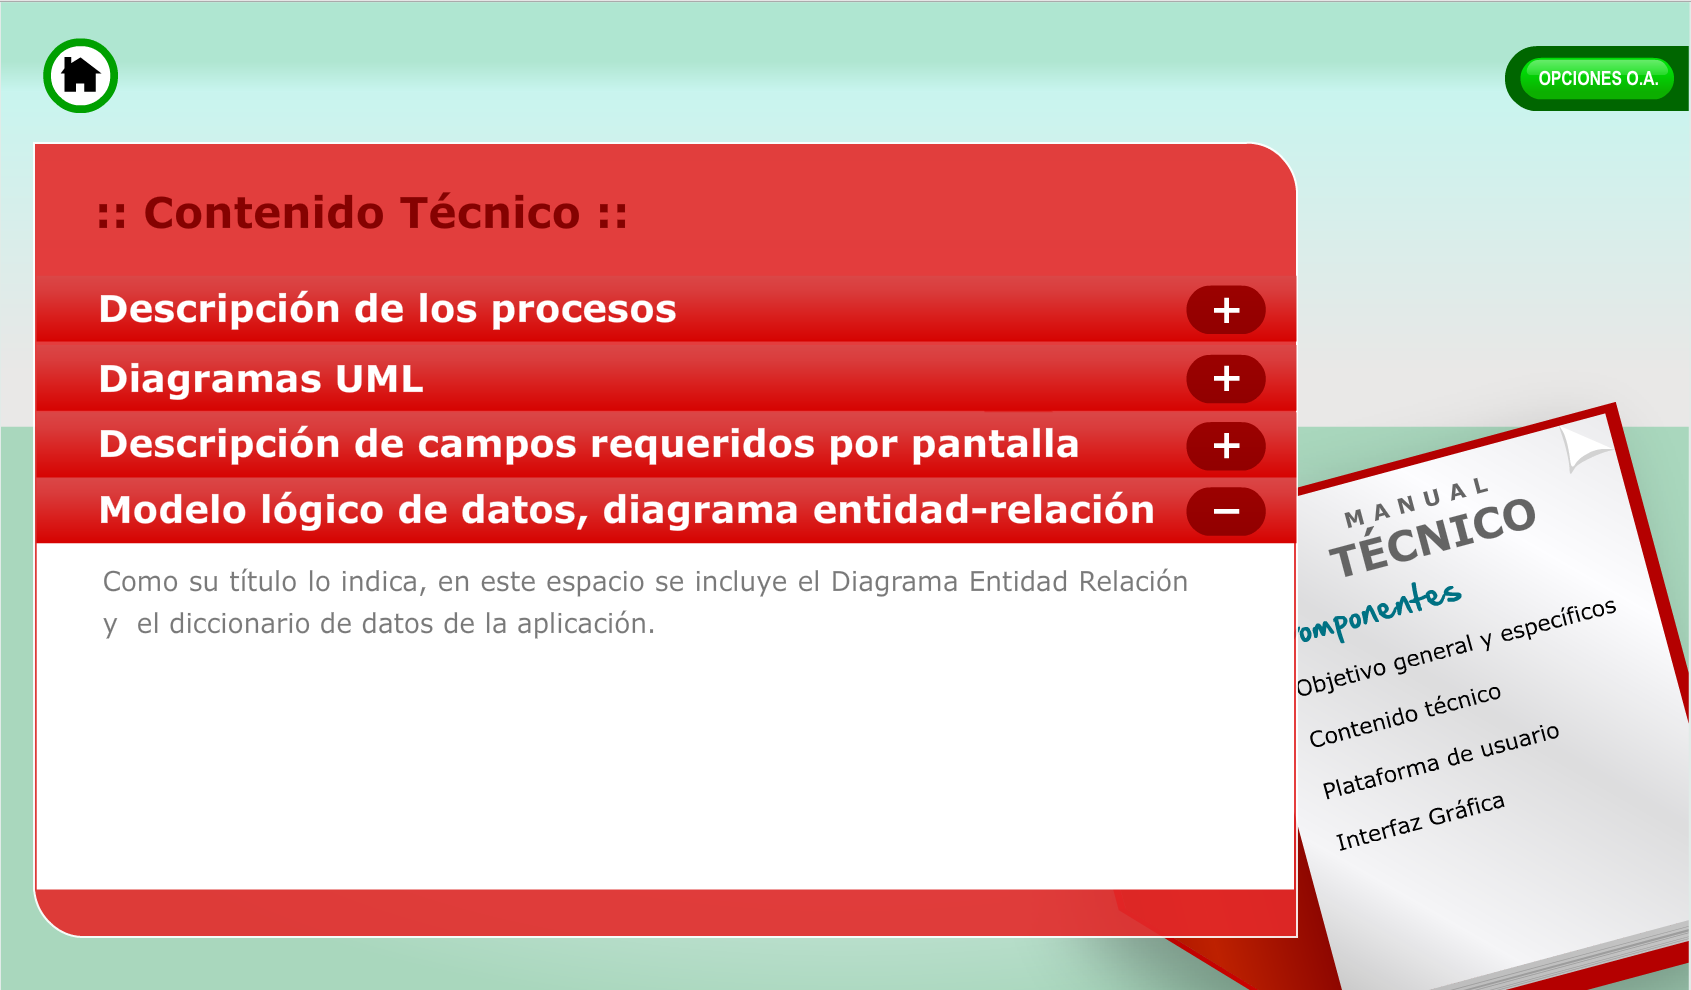 OPCIONES O.A.
:: Contenido Técnico ::
Descripción de los procesos
Diagramas UML
Descripción de campos requeridos por pantalla
Modelo lógico de datos, diagrama entidad-relación
Como su título lo indica, en este espacio se incluye el Diagrama Entidad Relación
y el diccionario de datos de la aplicación.
MANUAL
TÉCNICO
omponentes
Objetivo general y específicos
Contenido técnico
Plataforma de usuario
Interfaz Gráfica